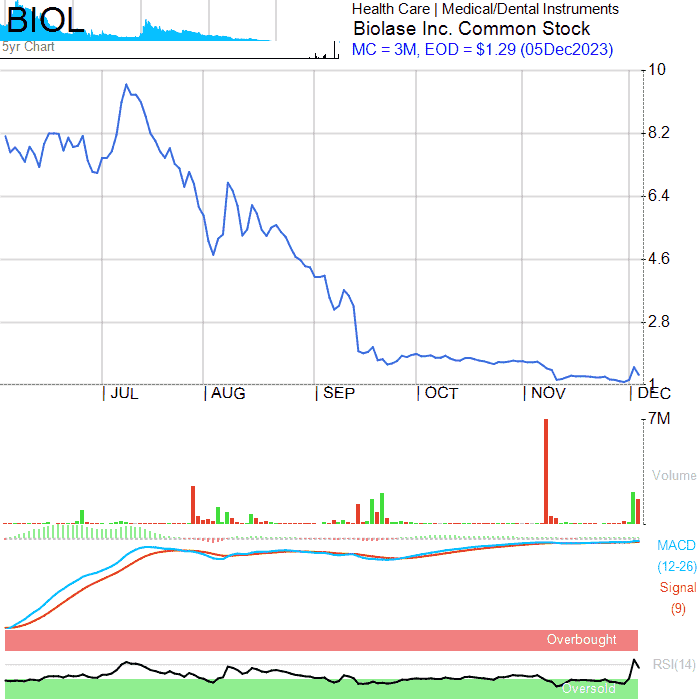 BIOL
5yr Chart
Health Care | Medical/Dental Instruments
Biolase Inc. Common Stock
MC = 3M, EOD = $1.29 (05Dec2023)
10
8.2
6.4
4.6
2.8
1
JUL AUG SEP OCT NOV DEC
7M
Volume
MACD
(12-26)
Signal
(9)
Overbought
RSI(14)
Oversold